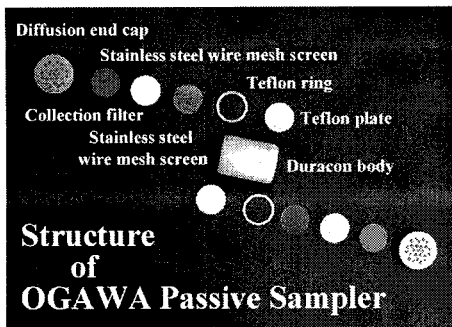 Diffusion end cap
Stainless steel wire mesh screen
Teflon ring
Collection filter
Teflon plate
Stainless steel
wire mesh screen
Duracon body
Structure
of
OGAWA Passive Sampler